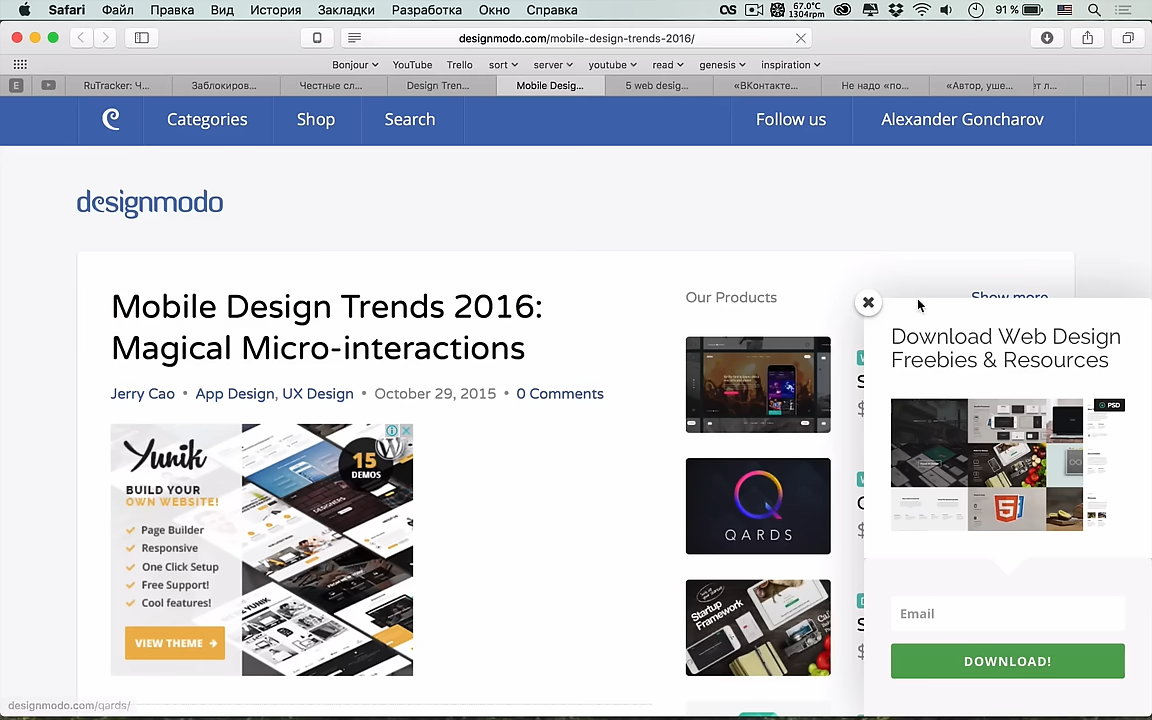 Safari Файл Правка Вид История Закладки Разработка Окно Справка
67.0°C
1304rpm
91 %
designmodo.com/mobile-design-trends-2016/
Bonjour YouTube Trello sort server youtube read genesis inspiration
E RuTracker: Ч... Заблокиров... Честные сл... Design Tren... Mobile Desig... 5 web desig... «ВКонтакте... Не надо «по... «Автор, уше... ет л...
Categories Shop Search Follow us Alexander Goncharov
designmodo
Mobile Design Trends 2016:
Magical Micro-interactions
Jerry Cao • App Design, UX Design • October 29, 2015 • 0 Comments
Yunik
BUILD YOUR
OWN WEBSITE!
Page Builder
Responsive
One Click Setup
Free Support!
Cool features!
VIEW THEME
15
DEMOS
Our Products
Show more
QARDS
Startup
Framework
Download Web Design
Freebies & Resources
PSD
Email
DOWNLOAD!
designmodo.com/qards/